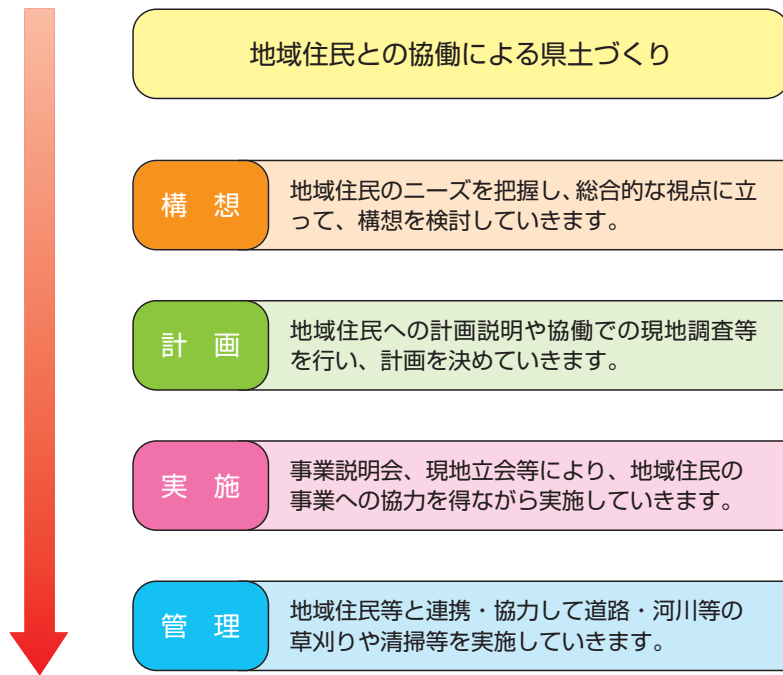 地域住民との協働による県土づくり
構 想
地域住民のニーズを把握し、総合的な視点に立
って、構想を検討していきます。
計 画
地域住民への計画説明や協働での現地調査等
を行い、計画を決めていきます。
実 施
事業説明会、現地立会等により、地域住民の
事業への協力を得ながら実施していきます。
管 理
地域住民等と連携・協力して道路・河川等の
草刈りや清掃等を実施していきます。